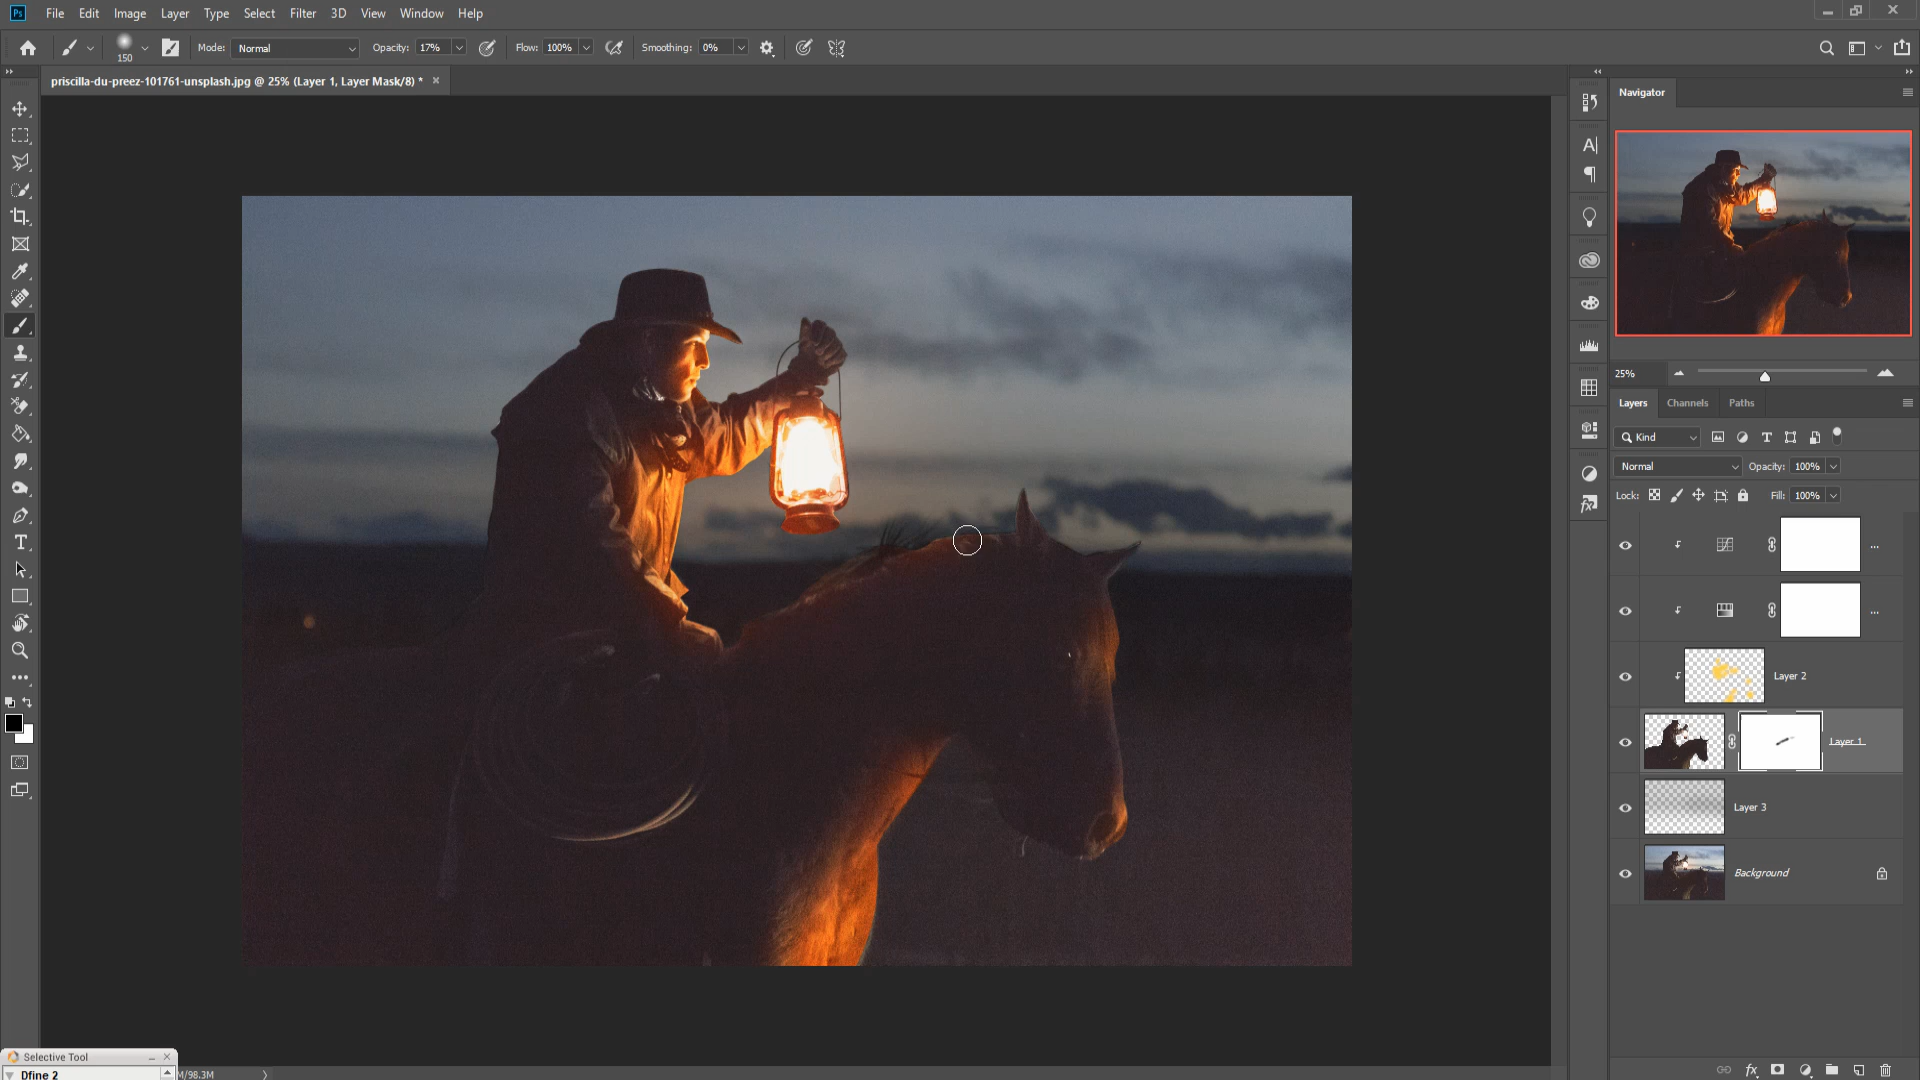 Ps File Edit Image Layer Type Select Filter 3D View Window Help
150 Mode: Normal Opacity: 17% Flow: 100% Smoothing: 0%
priscilla-du-preez-101761-unsplash.jpg @ 25% (Layer 1, Layer Mask/8) * ×
Navigator
25%
Layers Channels Paths
Kind
Normal Opacity: 100%
Lock: Fill: 100%
...
...
Layer 2
Layer 1
Layer 3
Background
Selective Tool
Dfine 2
M/98.3M